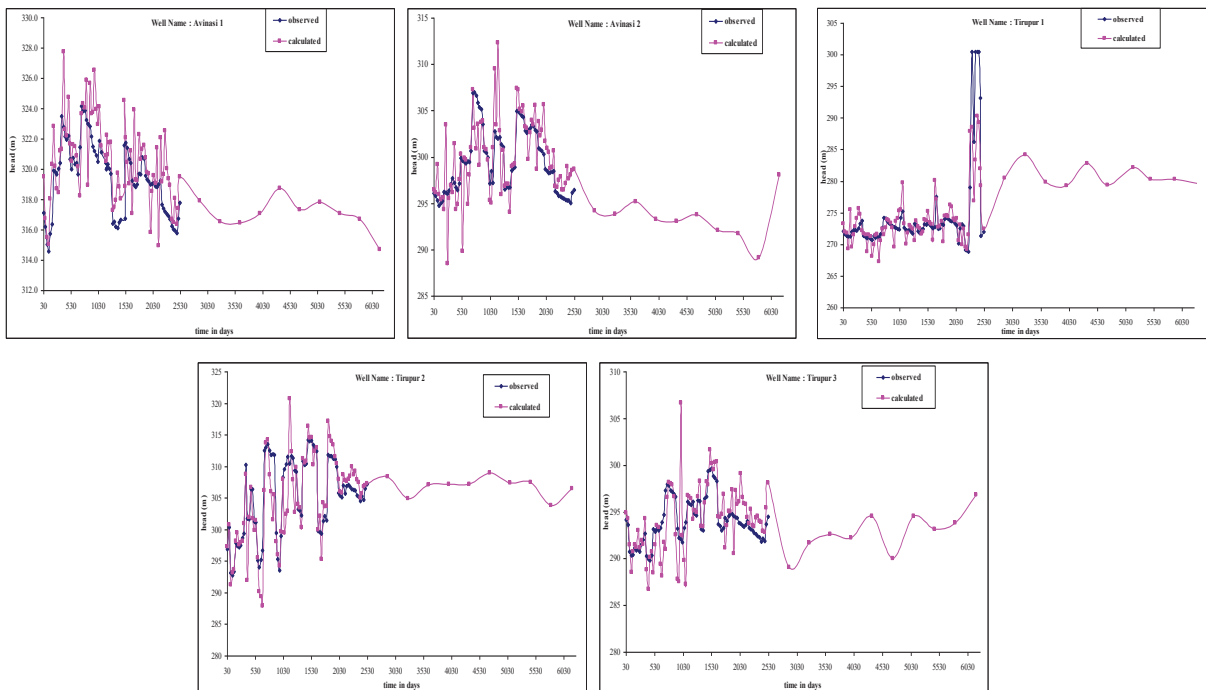 Well Name : Avinasi 1
observed
calculated
330.0
328.0
326.0
324.0
322.0
320.0
318.0
316.0
314.0
312.0
310.0
head (m)
30 530 1030 1530 2030 2530 3030 3530 4030 4530 5030 5530 6030
time in days
Well Name : Avinasi 2
observed
calculated
315
310
305
300
295
290
285
head (m)
30 530 1030 1530 2030 2530 3030 3530 4030 4530 5030 5530 6030
time in days
Well Name : Tirupur 1
observed
calculated
305
300
295
290
285
280
275
270
265
260
head (m)
30 530 1030 1530 2030 2530 3030 3530 4030 4530 5030 5530 6030
time in days
Well Name : Tirupur 2
observed
calculated
325
320
315
310
305
300
295
290
285
280
head (m)
30 530 1030 1530 2030 2530 3030 3530 4030 4530 5030 5530 6030
time in days
Well Name : Tirupur 3
observed
calculated
310
305
300
295
290
285
280
head (m)
30 530 1030 1530 2030 2530 3030 3530 4030 4530 5030 5530 6030
time in days